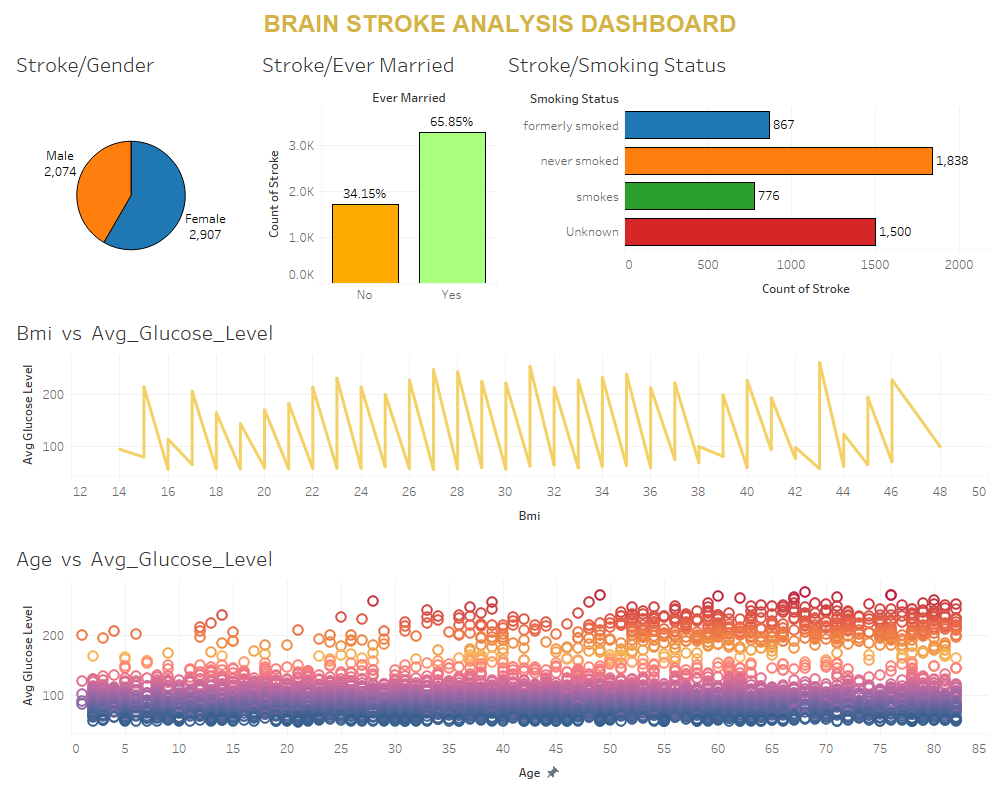 BRAIN STROKE ANALYSIS DASHBOARD
Stroke/Gender
Male
2,074
Female
2,907
Stroke/Ever Married
Ever Married
Count of Stroke
3.0K
2.0K
1.0K
0.0K
34.15%
65.85%
No
Yes
Stroke/Smoking Status
Smoking Status
formerly smoked
867
never smoked
1,838
smokes
776
Unknown
1,500
0 500 1000 1500 2000
Count of Stroke
Bmi vs Avg_Glucose_Level
Avg Glucose Level
200
100
12 14 16 18 20 22 24 26 28 30 32 34 36 38 40 42 44 46 48 50
Bmi
Age vs Avg_Glucose_Level
Avg Glucose Level
200
100
0 5 10 15 20 25 30 35 40 45 50 55 60 65 70 75 80 85
Age